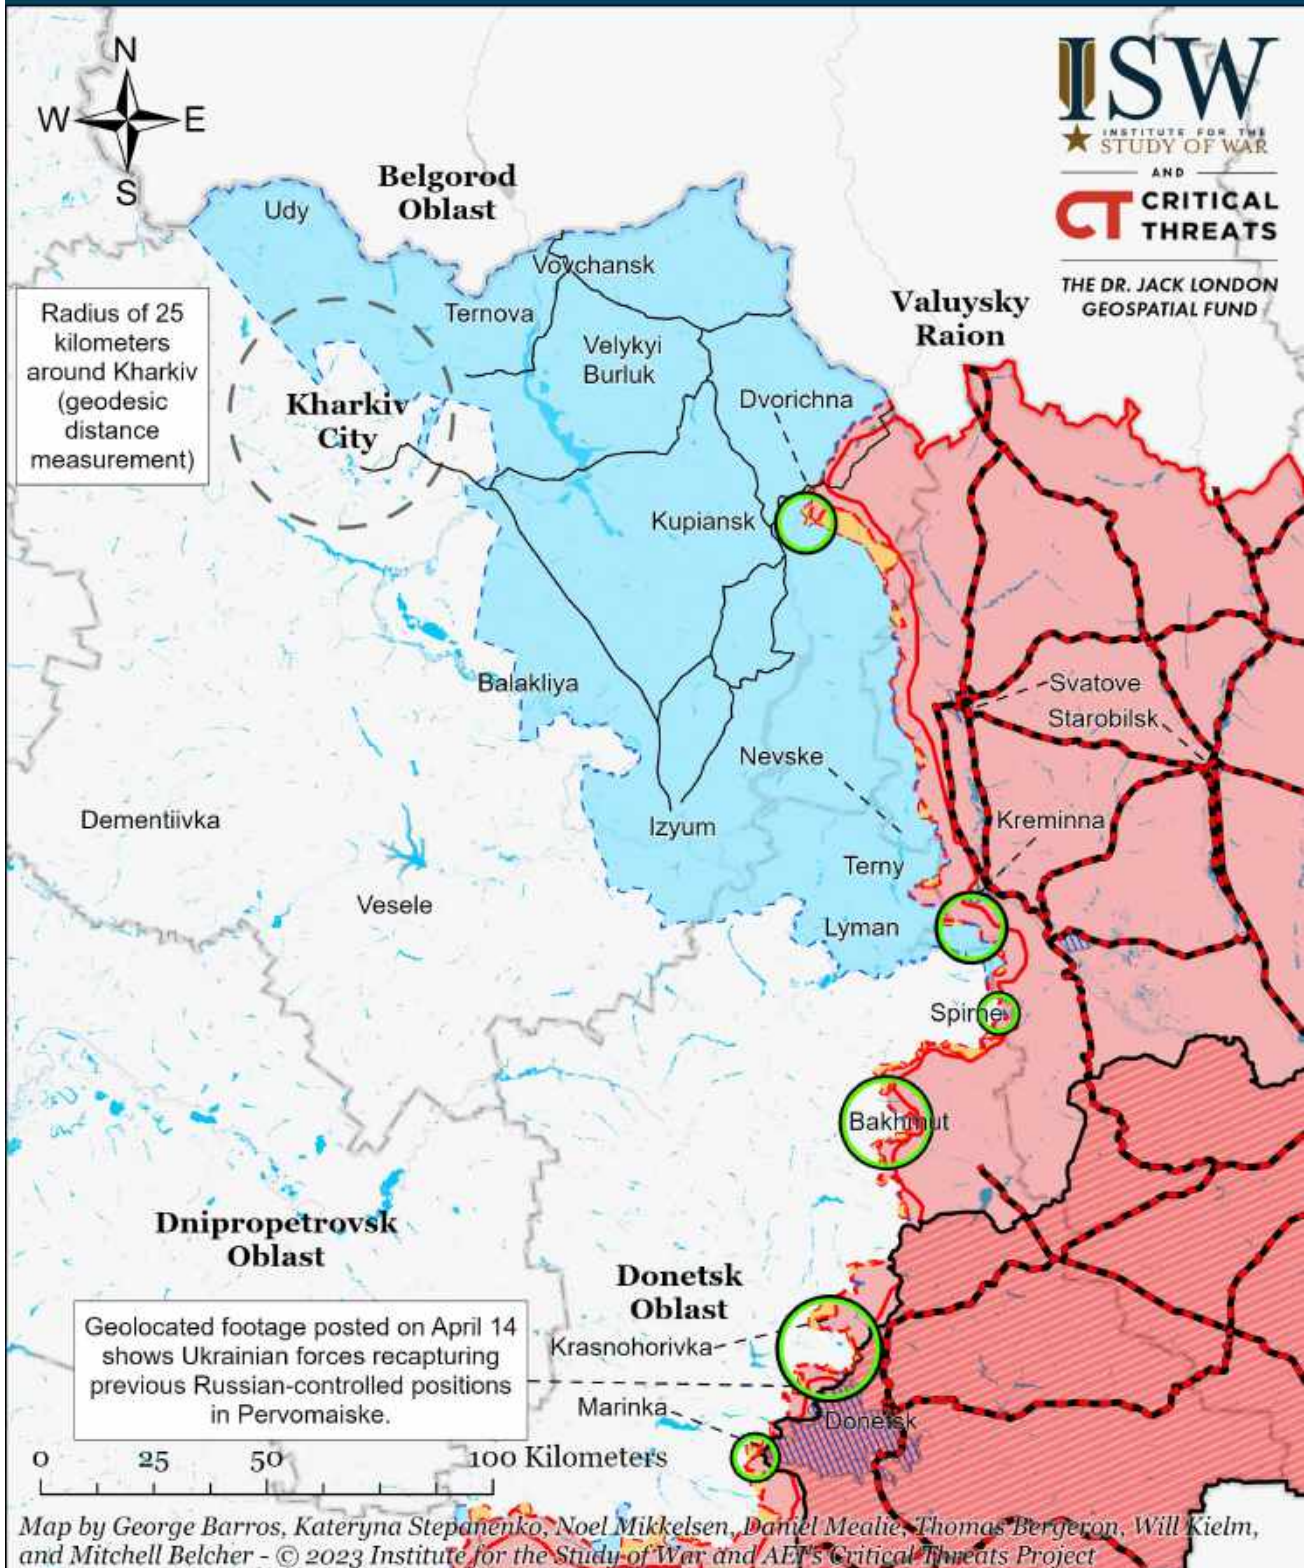 N
W E
S
ISW
INSTITUTE FOR THE
STUDY OF WAR
AND
CT CRITICAL
THREATS
THE DR. JACK LONDON
GEOSPATIAL FUND
Belgorod
Oblast
Udy
Vovchansk
Ternova
Valuysky
Raion
Radius of 25
kilometers
around Kharkiv
(geodesic
distance
measurement)
Velykyi
Burluk
Kharkiv
City
Dvorichna
Kupiansk
Balakliya
Svatove
Starobilsk
Nevske
Dementiivka
Izyum
Kreminna
Terny
Vesele
Lyman
Spirne
Bakhmut
Dnipropetrovsk
Oblast
Donetsk
Oblast
Geolocated footage posted on April 14
shows Ukrainian forces recapturing
previous Russian-controlled positions
in Pervomaiske.
Krasnohorivka
Marinka
Donetsk
0 25 50 100 Kilometers
Map by George Barros, Kateryna Stepanenko, Noel Mikkelsen, Daniel Mealie, Thomas Bergeron, Will Kielm,
and Mitchell Belcher - © 2023 Institute for the Study of War and AEI's Critical Threats Project